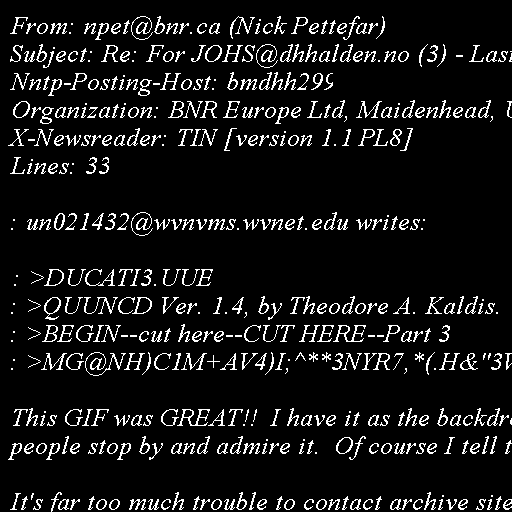 From: npet@bnr.ca (Nick Pettefar)
Subject: Re: For JOHS@dhhalden.no (3) - Last
Nntp-Posting-Host: bmdhh299
Organization: BNR Europe Ltd, Maidenhead,
X-Newsreader: TIN [version 1.1 PL8]
Lines: 33
: un021432@wvnvms.wvnet.edu writes:
: >DUCATI3.UUE
: >QUUNCD Ver. 1.4, by Theodore A. Kaldis.
: >BEGIN--cut here--CUT HERE--Part 3
: >MG@NH)C1M+AV4)I;^**3NYR7,*(.H&"3V
This GIF was GREAT!! I have it as the
people stop by and admire it. Of course I tell
It's far too much trouble to contact archive